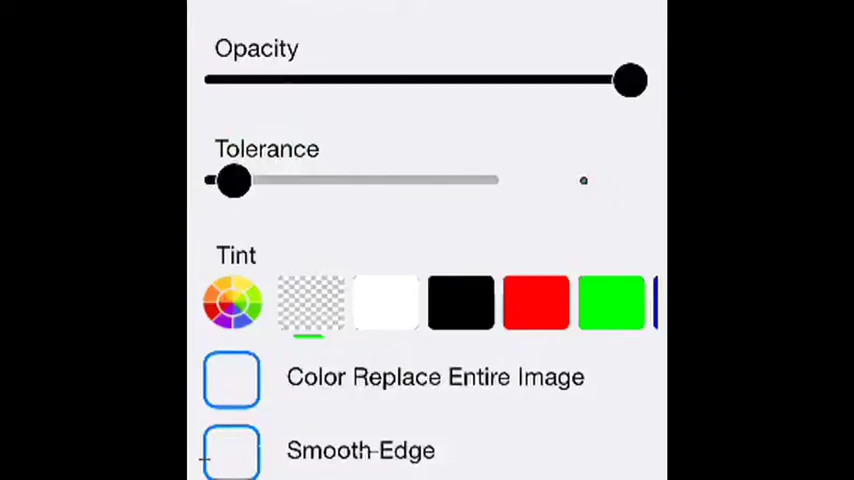 Opacity
Tolerance
Tint
Color Replace Entire Image
Smooth Edge